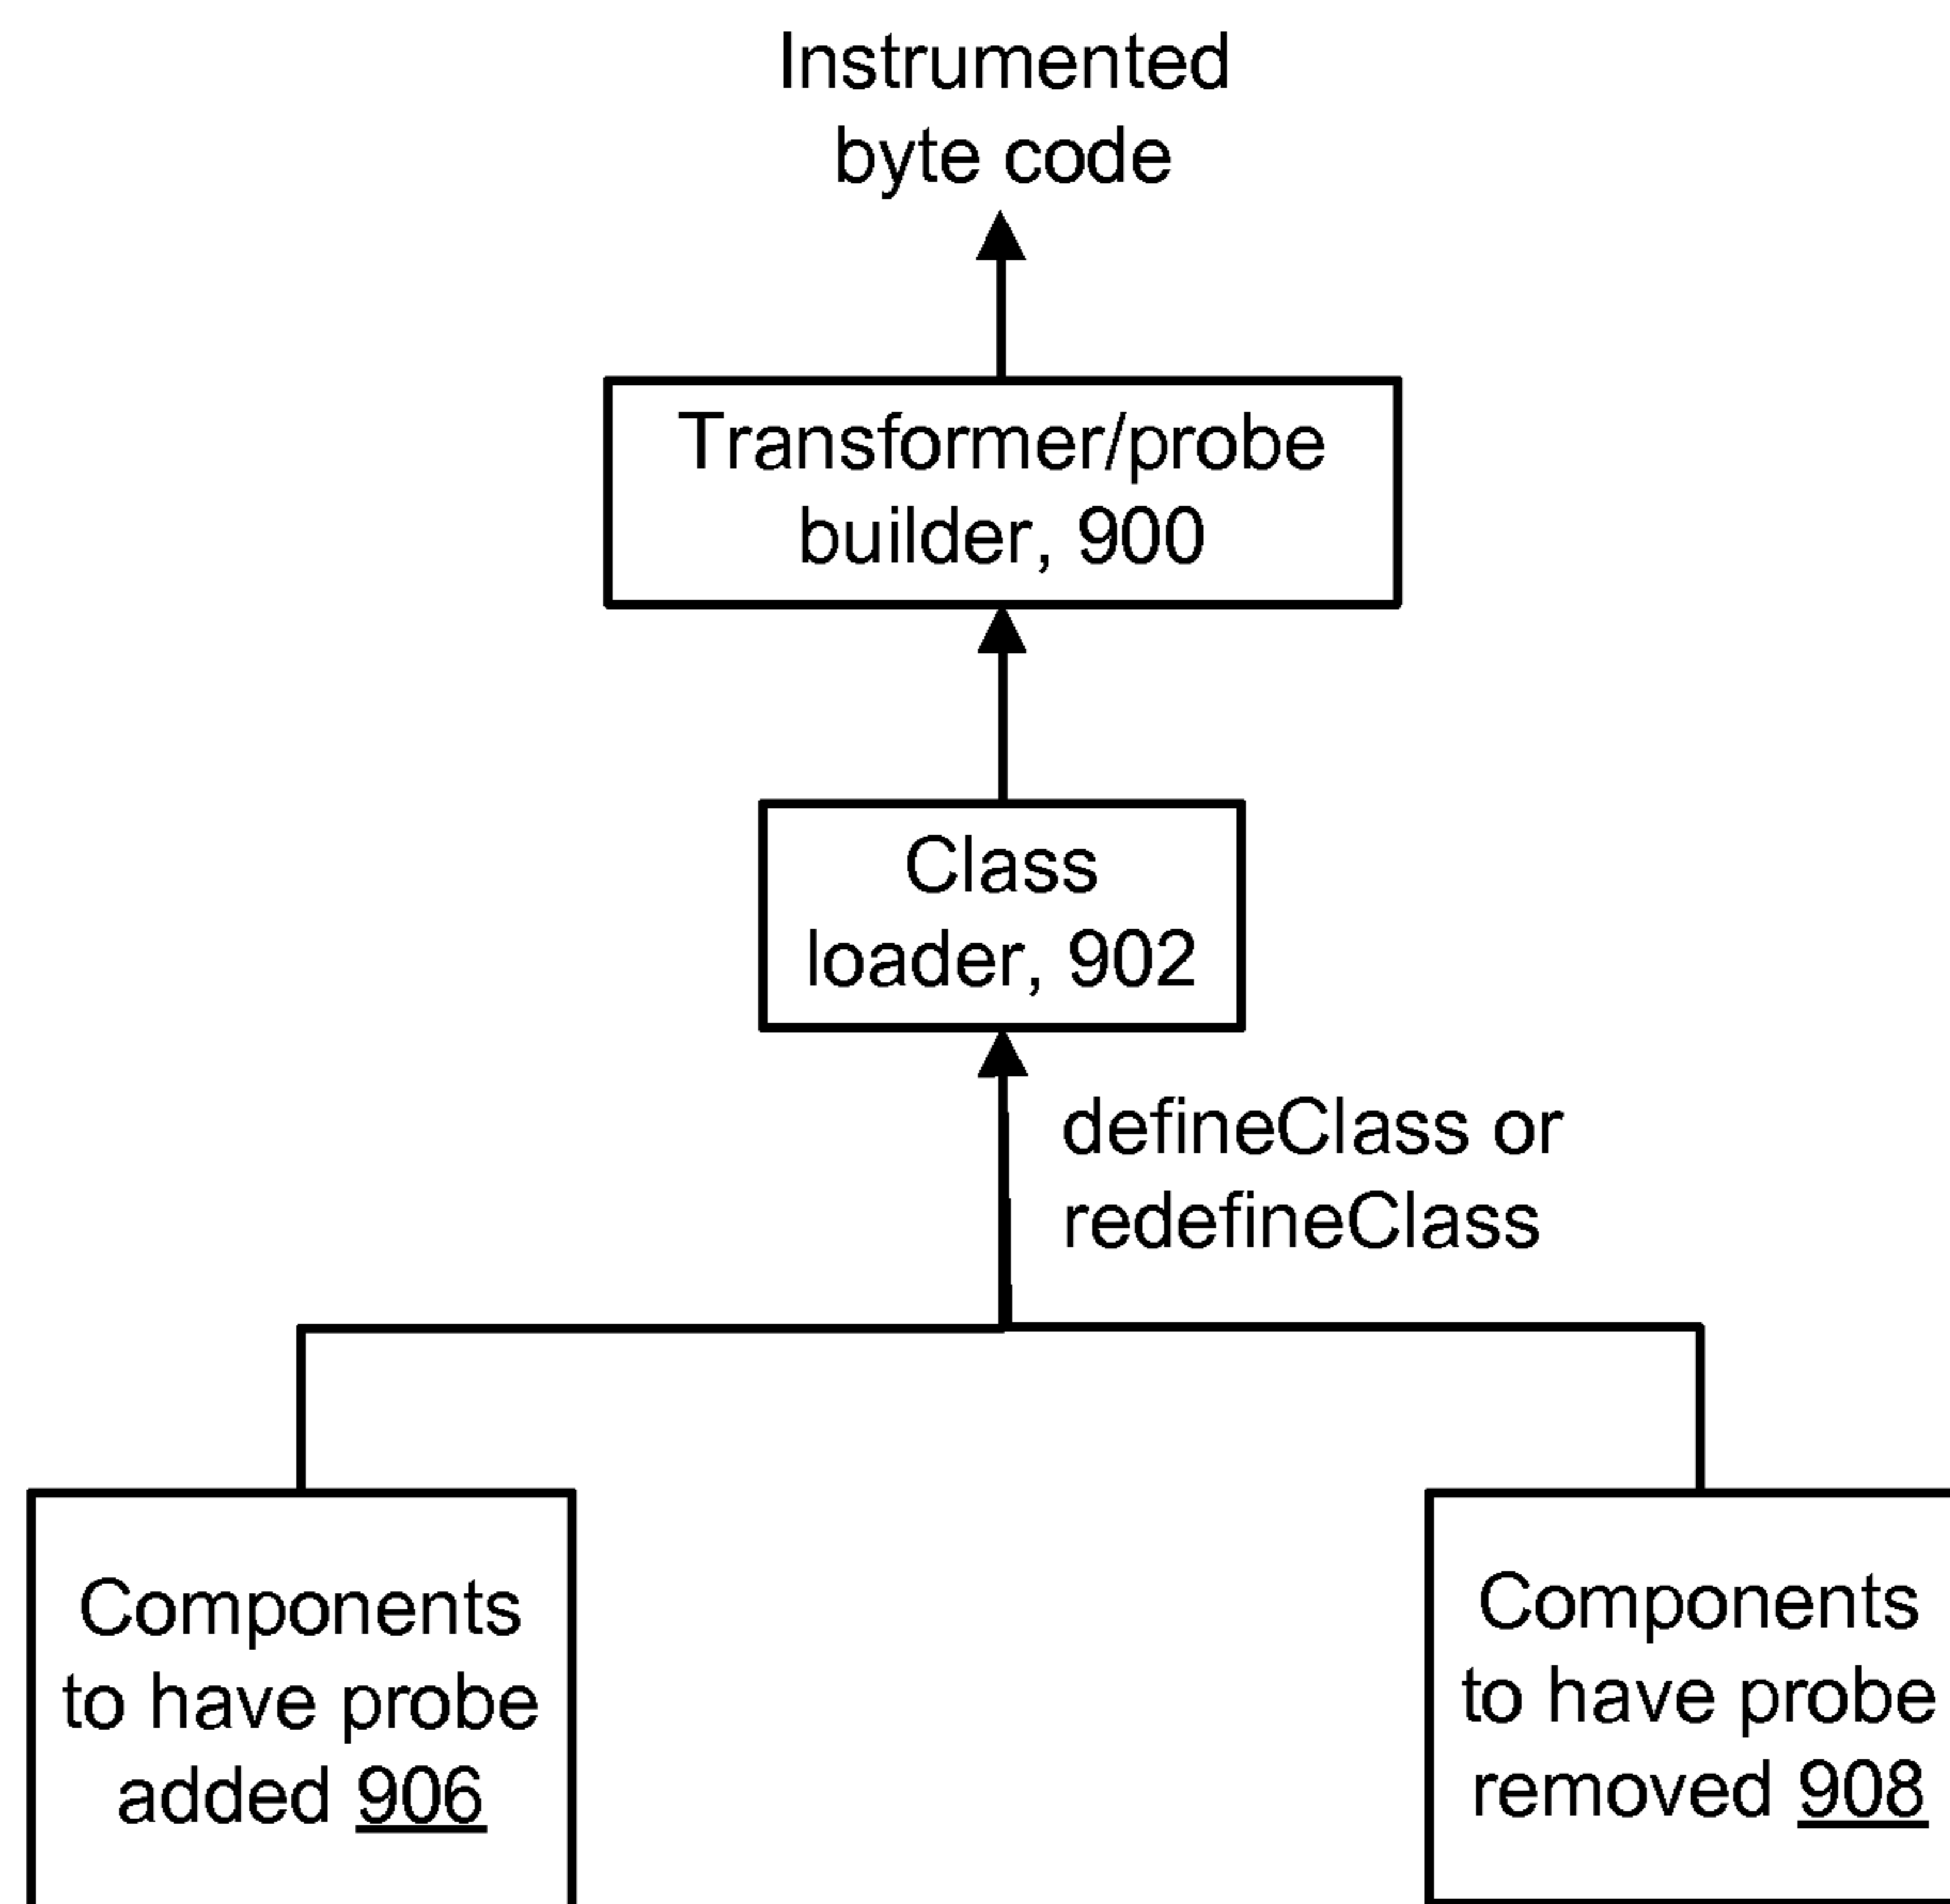 Instrumented
byte code
Transformer/probe
builder, 900
Class
loader, 902
defineClass or
redefineClass
Components
to have probe
added 906
Components
to have probe
removed 908